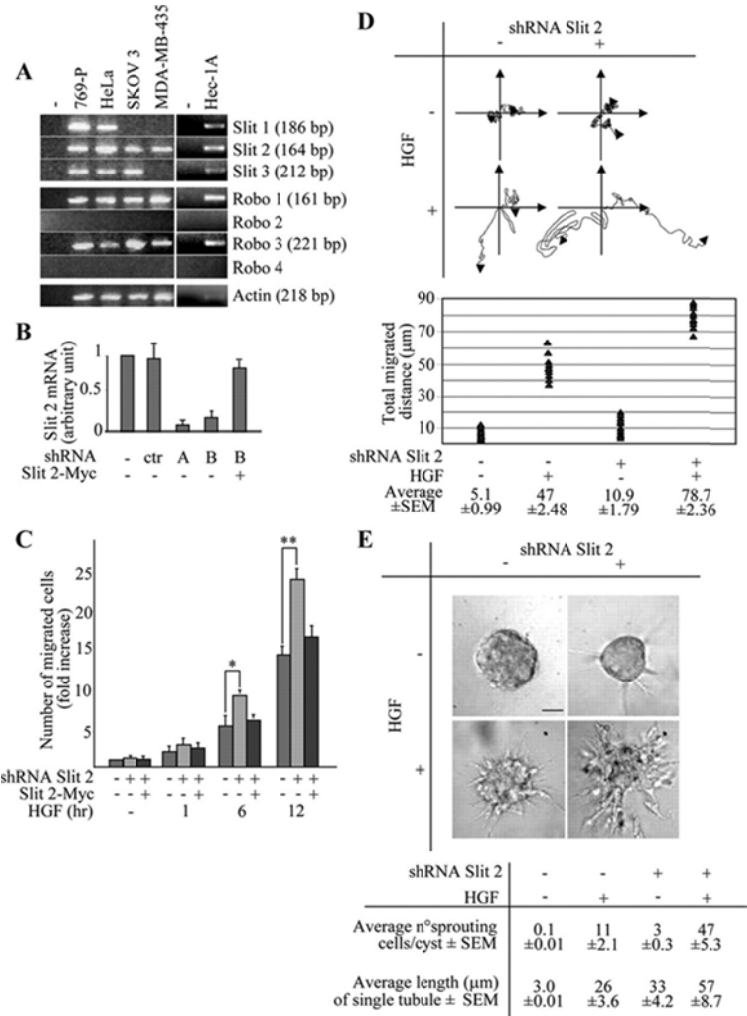 A
- 769-P HeLa SKOV 3 MDA-MB-435 - Hec-1A
Slit 1 (186 bp)
Slit 2 (164 bp)
Slit 3 (212 bp)
Robo 1 (161 bp)
Robo 2
Robo 3 (221 bp)
Robo 4
Actin (218 bp)
B
Slit 2 mRNA
(arbitrary unit)
1
0.5
shRNA - ctr A B B
Slit 2-Myc +
C
Number of migrated cells
(fold increase)
25
20
15
10
5
**
*
shRNA Slit 2 - + + - + + - + + - + +
Slit 2-Myc - - + - - + - - + - - +
HGF (hr) - 1 6 12
D
shRNA Slit 2
- +
HGF
-
+
Total migrated
distance (µm)
90
70
50
30
10
shRNA Slit 2 - - + +
HGF - + - +
Average 5.1 47 10.9 78.7
±SEM ±0.99 ±2.48 ±1.79 ±2.36
E
shRNA Slit 2
- +
HGF
-
+
shRNA Slit 2 - - + +
HGF - + - +
Average n°sprouting 0.1 11 3 47
cells/cyst ± SEM ±0.01 ±2.1 ±0.3 ±5.3
Average length (µm) 3.0 26 33 57
of single tubule ± SEM ±0.01 ±3.6 ±4.2 ±8.7